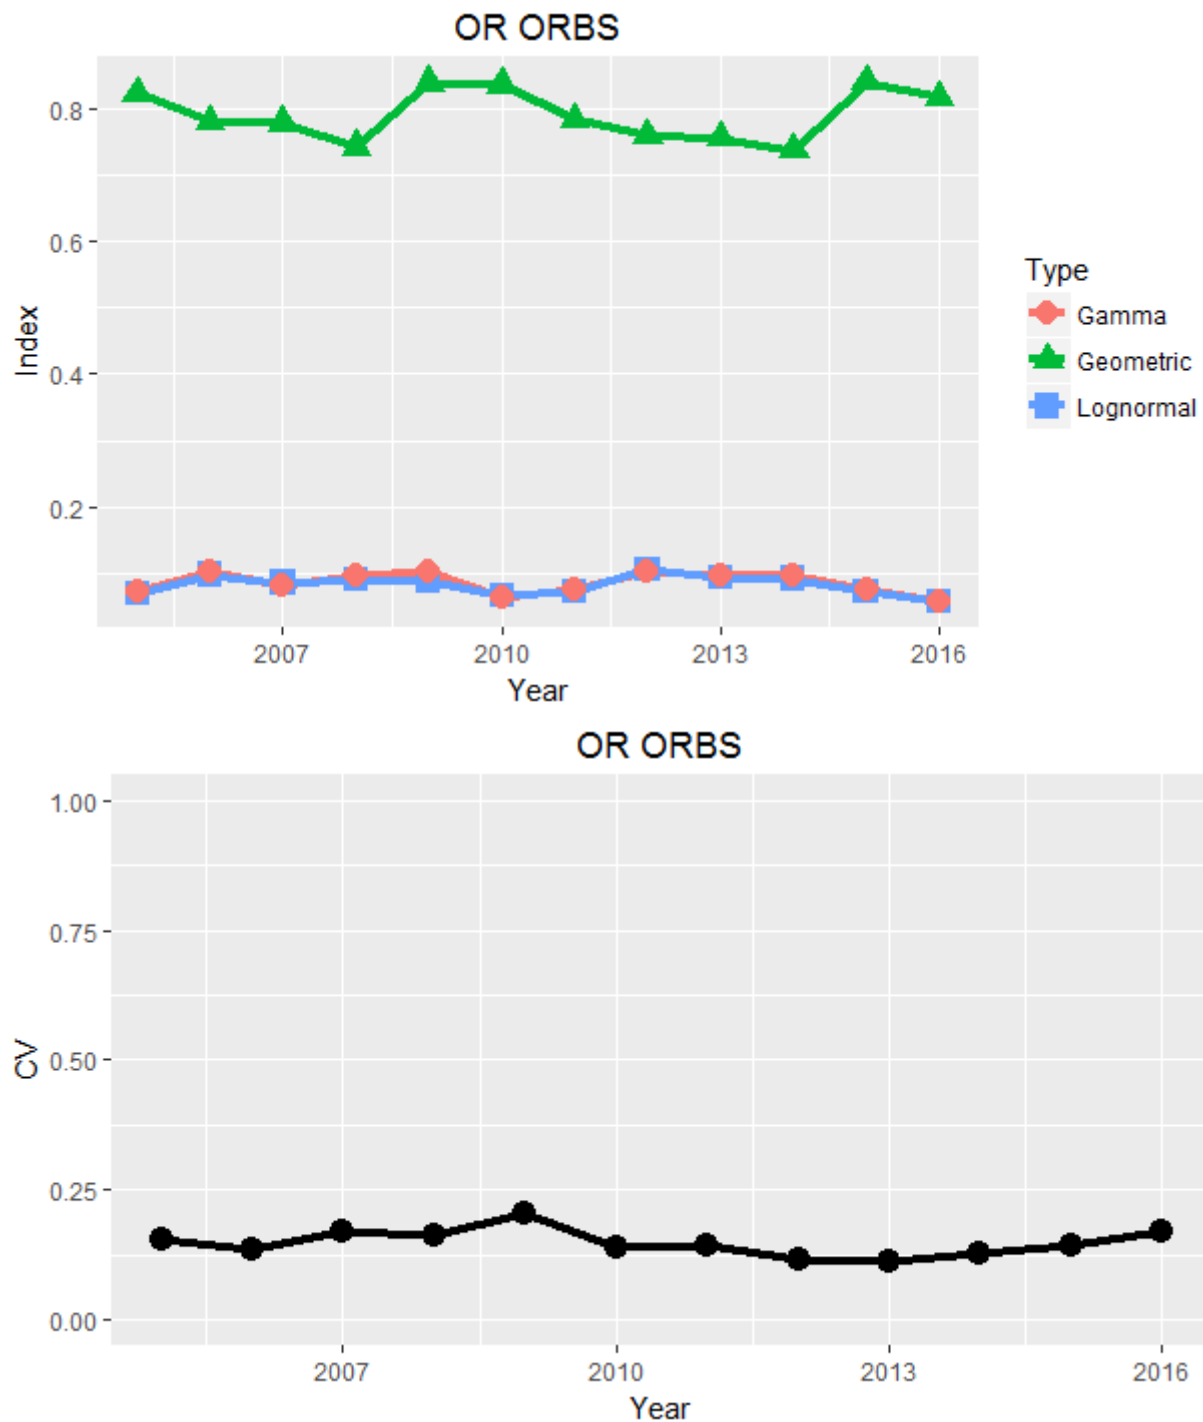 OR ORBS
0.8
0.6
0.4
0.2
Index
2007 2010 2013 2016
Year
Type
Gamma
Geometric
Lognormal
OR ORBS
1.00
0.75
0.50
0.25
0.00
CV
2007 2010 2013 2016
Year